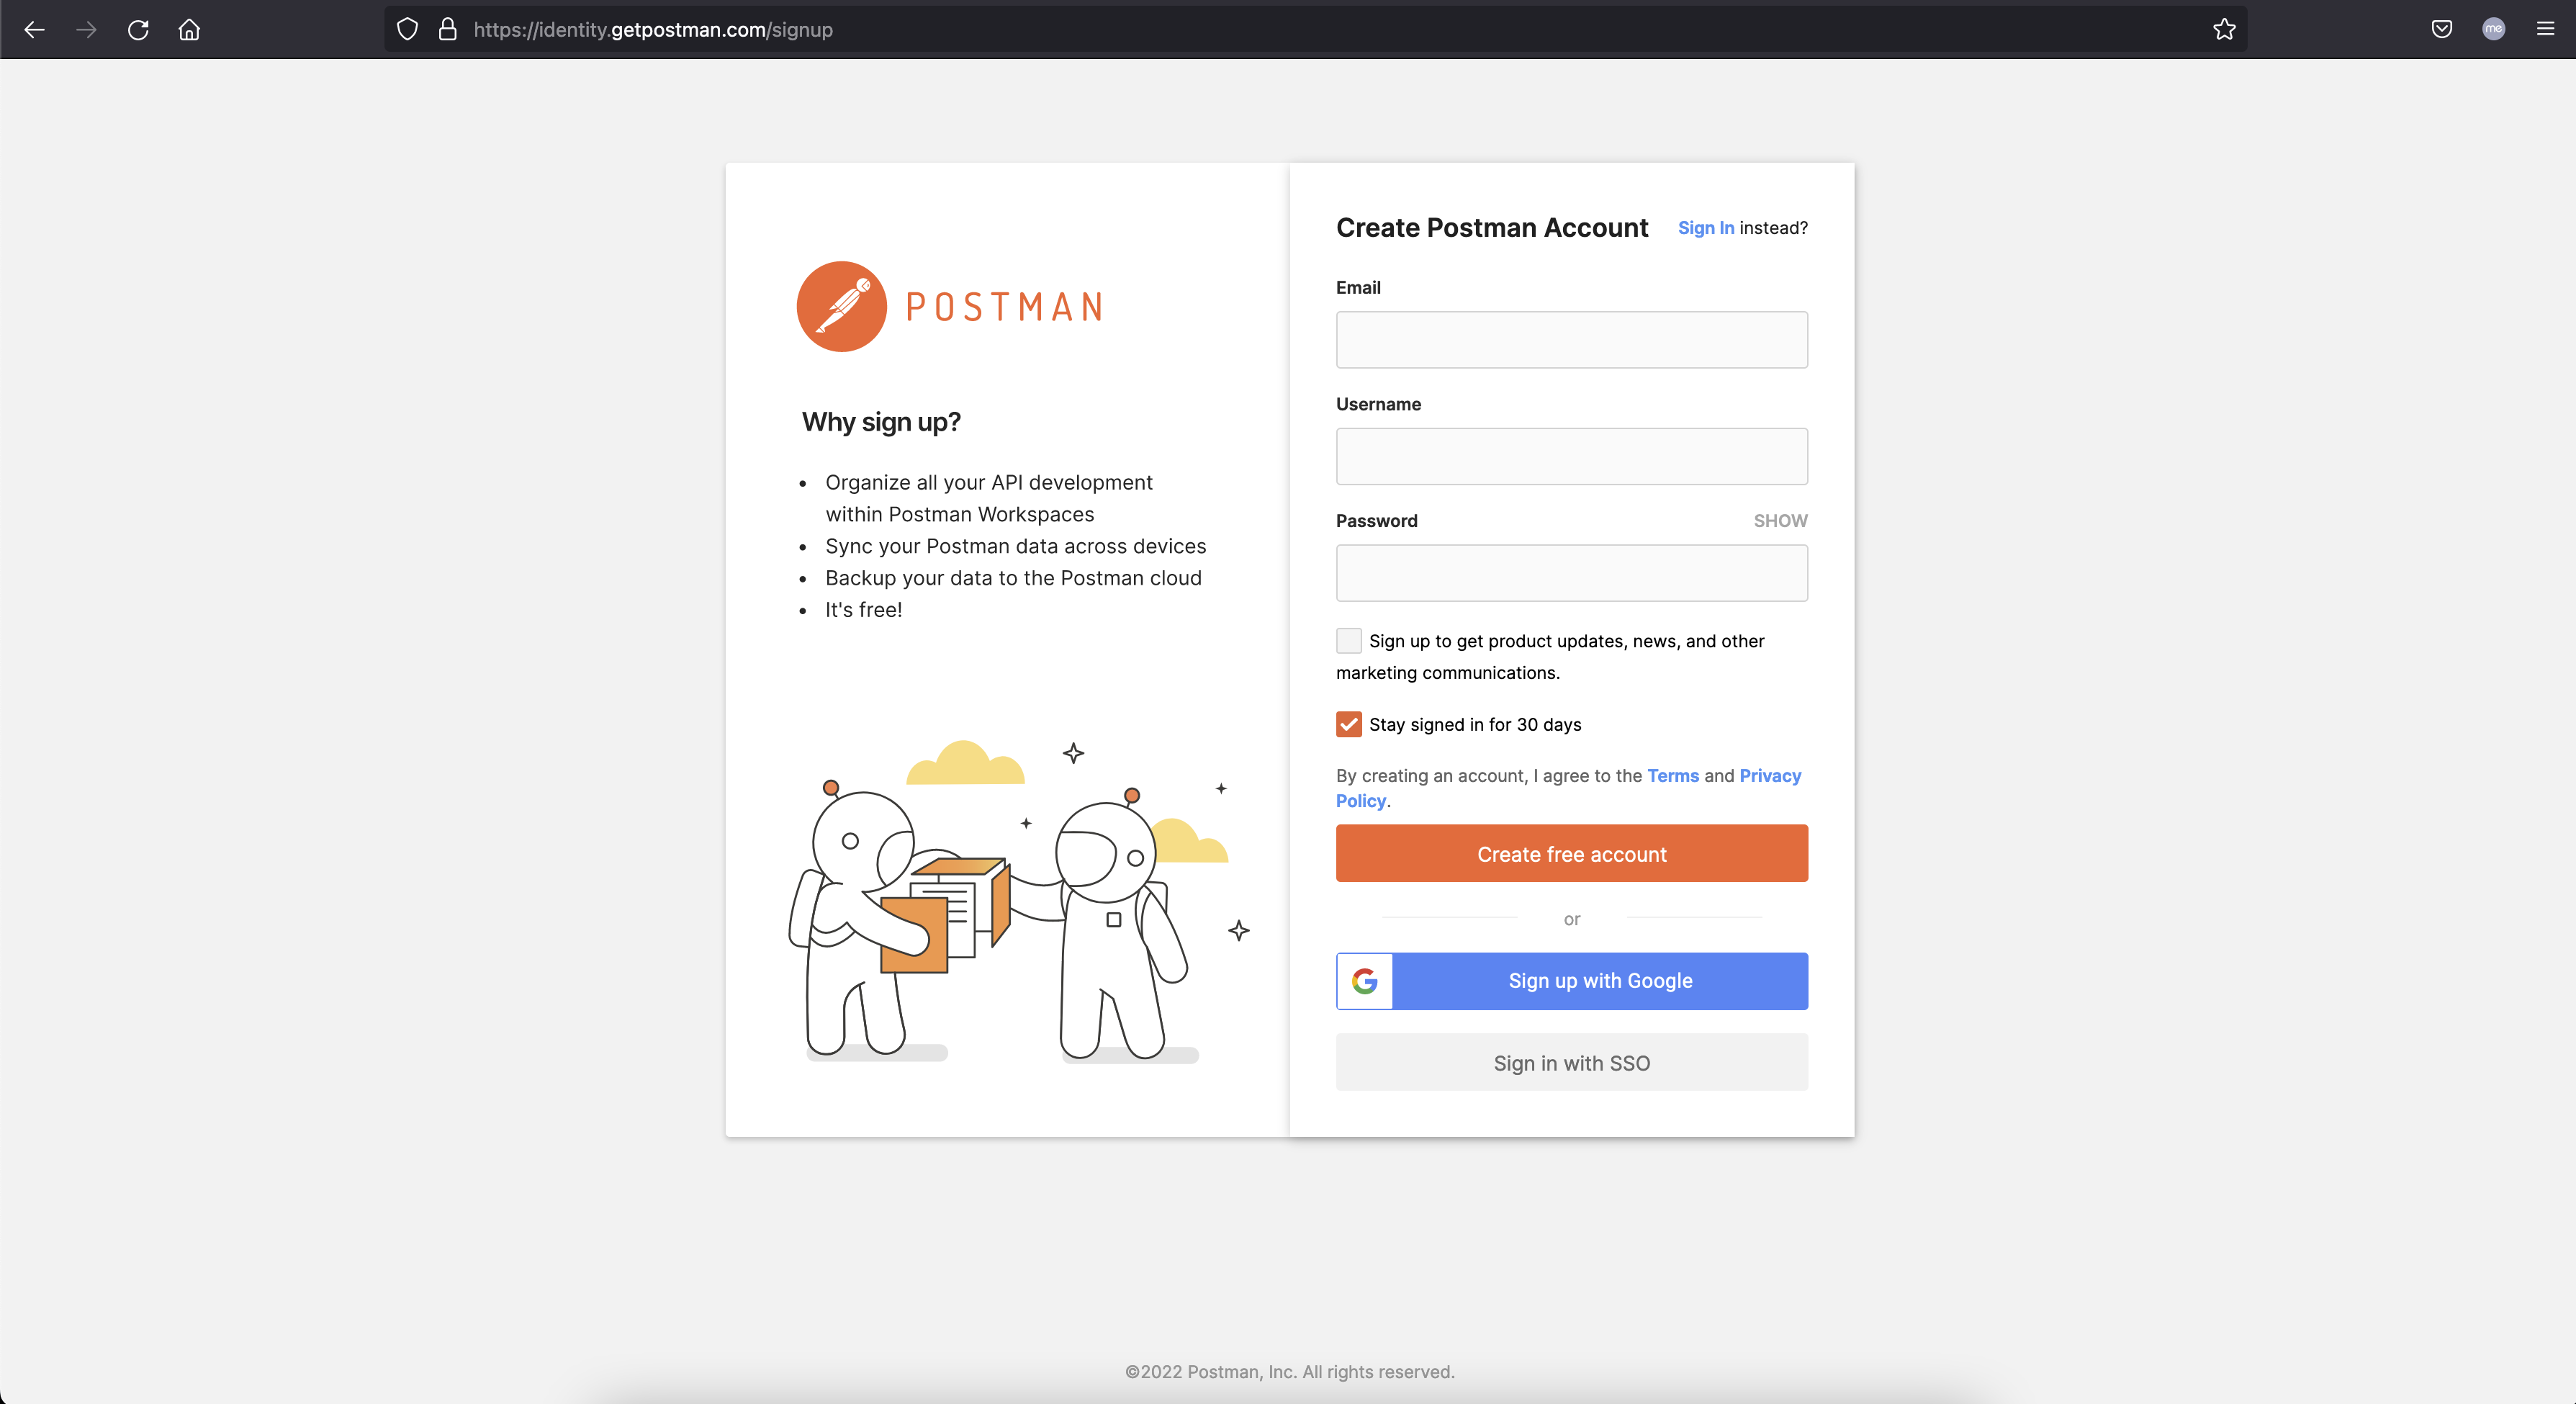 https://identity.getpostman.com/signup
me
POSTMAN
Why sign up?
• Organize all your API development
within Postman Workspaces
• Sync your Postman data across devices
• Backup your data to the Postman cloud
• It's free!
Create Postman Account
Sign In instead?
Email
Username
Password
SHOW
Sign up to get product updates, news, and other
marketing communications.
Stay signed in for 30 days
By creating an account, I agree to the Terms and Privacy
Policy.
Create free account
or
Sign up with Google
Sign in with SSO
©2022 Postman, Inc. All rights reserved.